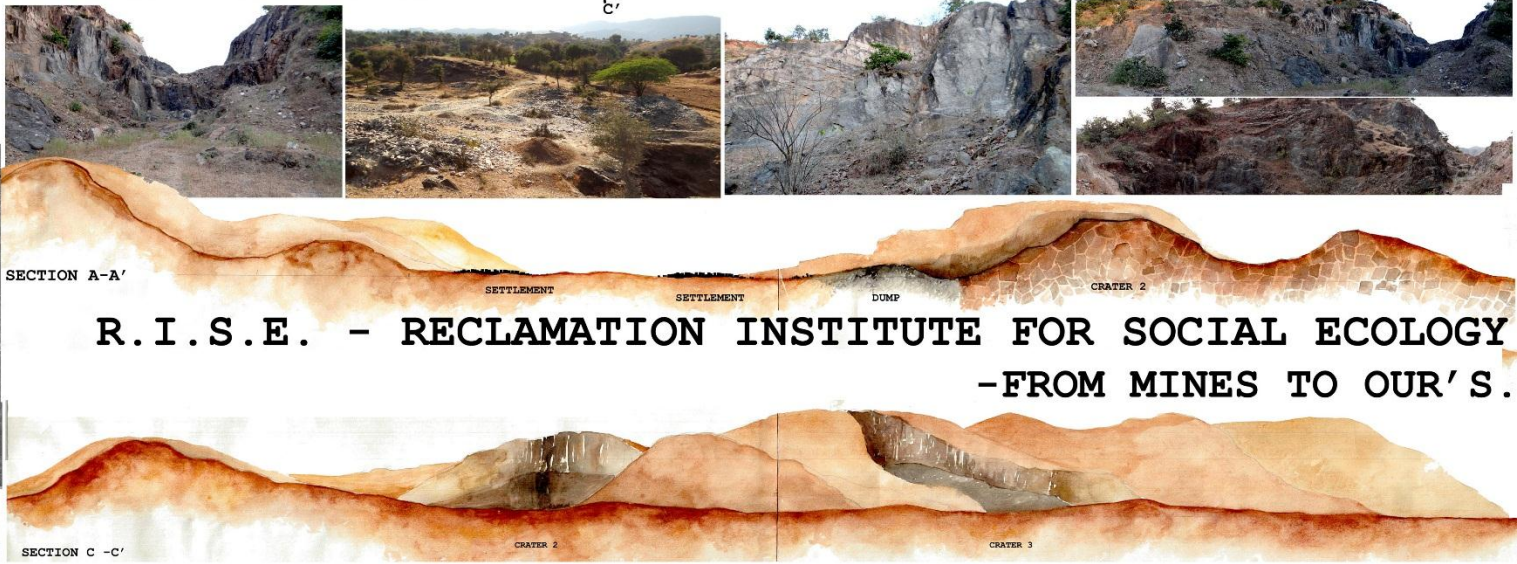 C'
SECTION A-A'
SETTLEMENT
SETTLEMENT
DUMP
CRATER 2
R.I.S.E. - RECLAMATION INSTITUTE FOR SOCIAL ECOLOGY
-FROM MINES TO OUR'S.
SECTION C -C'
CRATER 2
CRATER 3